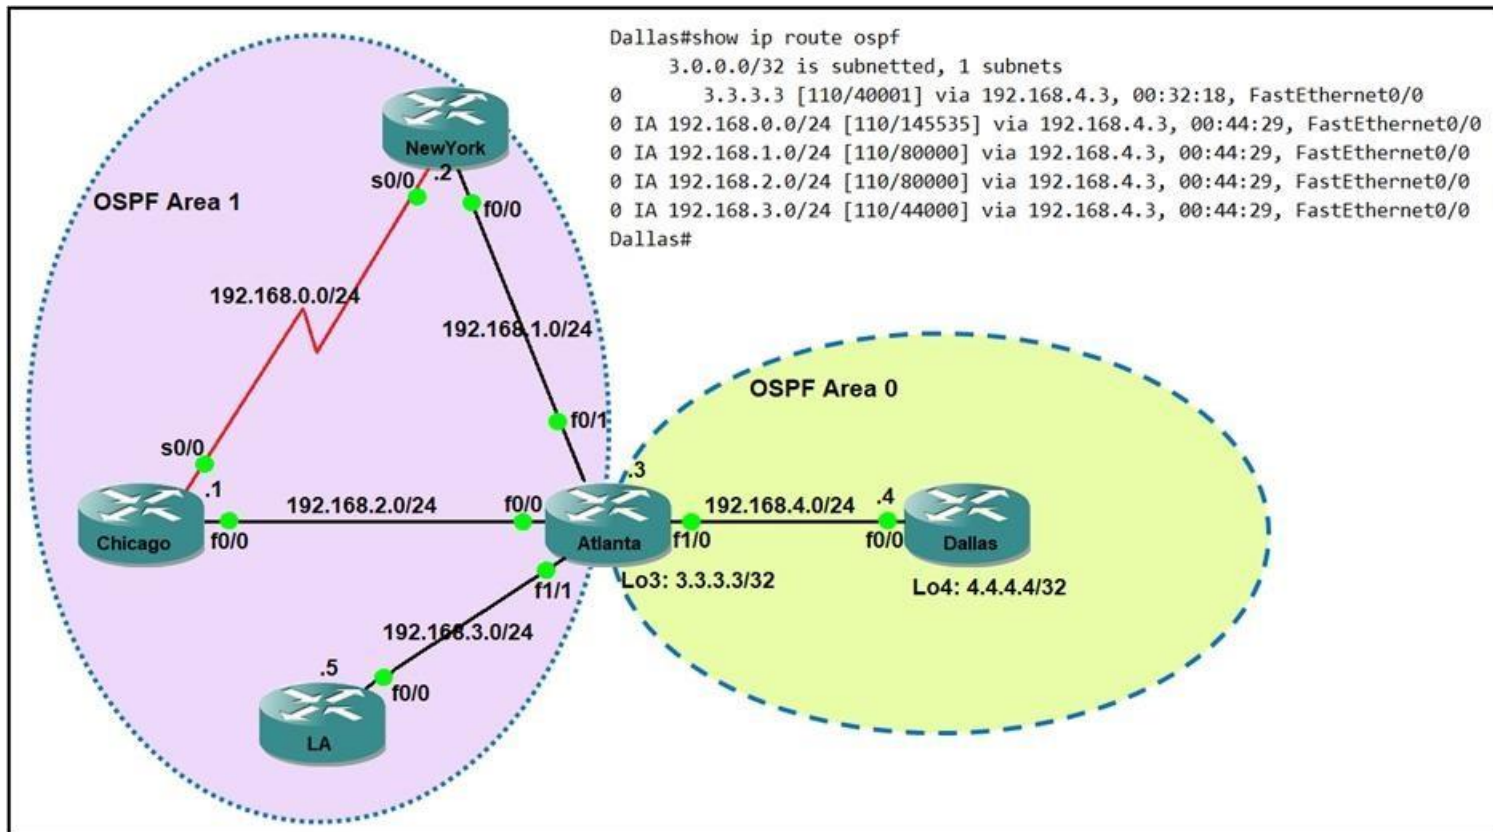 Dallas#show ip route ospf
3.0.0.0/32 is subnetted, 1 subnets
O 3.3.3.3 [110/40001] via 192.168.4.3, 00:32:18, FastEthernet0/0
O IA 192.168.0.0/24 [110/145535] via 192.168.4.3, 00:44:29, FastEthernet0/0
O IA 192.168.1.0/24 [110/80000] via 192.168.4.3, 00:44:29, FastEthernet0/0
O IA 192.168.2.0/24 [110/80000] via 192.168.4.3, 00:44:29, FastEthernet0/0
O IA 192.168.3.0/24 [110/44000] via 192.168.4.3, 00:44:29, FastEthernet0/0
Dallas#
NewYork
s0/0 .2
f0/0
OSPF Area 1
192.168.0.0/24
192.168.1.0/24
OSPF Area 0
f0/1
s0/0
.3
.1
192.168.2.0/24
f0/0
192.168.4.0/24
.4
Chicago
f0/0
Atlanta
f1/0
f0/0
Dallas
f1/1
Lo3: 3.3.3.3/32
Lo4: 4.4.4.4/32
192.168.3.0/24
.5
f0/0
LA